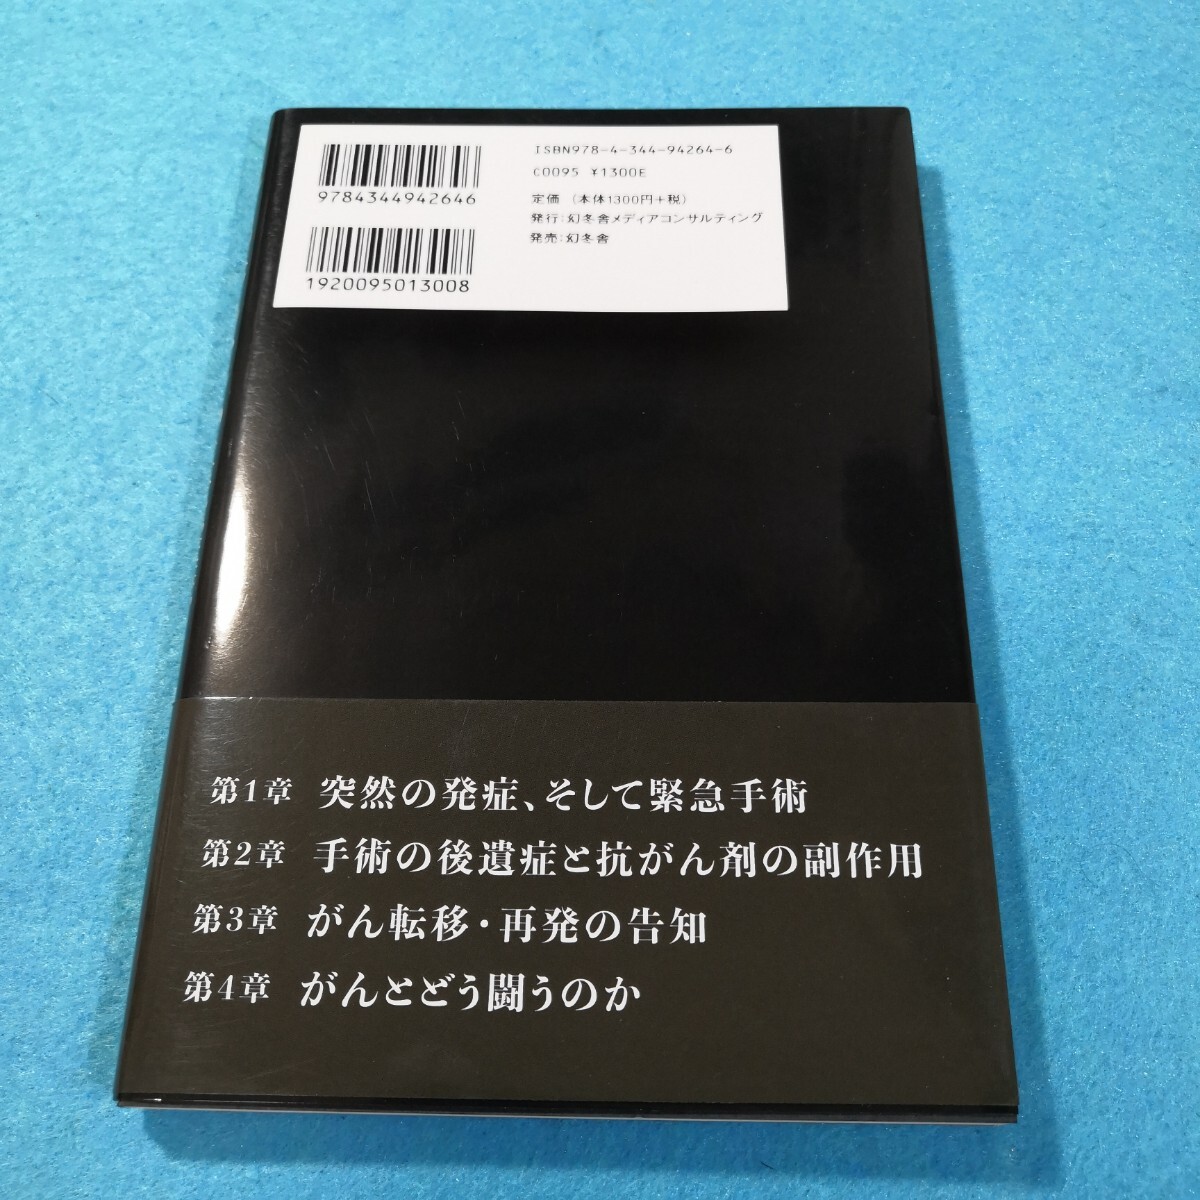 9784344942646
1920095013008
ISBN978-4-344-94264-6
C0095 ¥1300E
定価 (本体1300円+税)
発行:幻冬舎メディアコンサルティング
発売:幻冬舎
第1章 突然の発症、そして緊急手術
第2章 手術の後遺症と抗がん剤の副作用
第3章 がん転移・再発の告知
第4章 がんとどう闘うのか